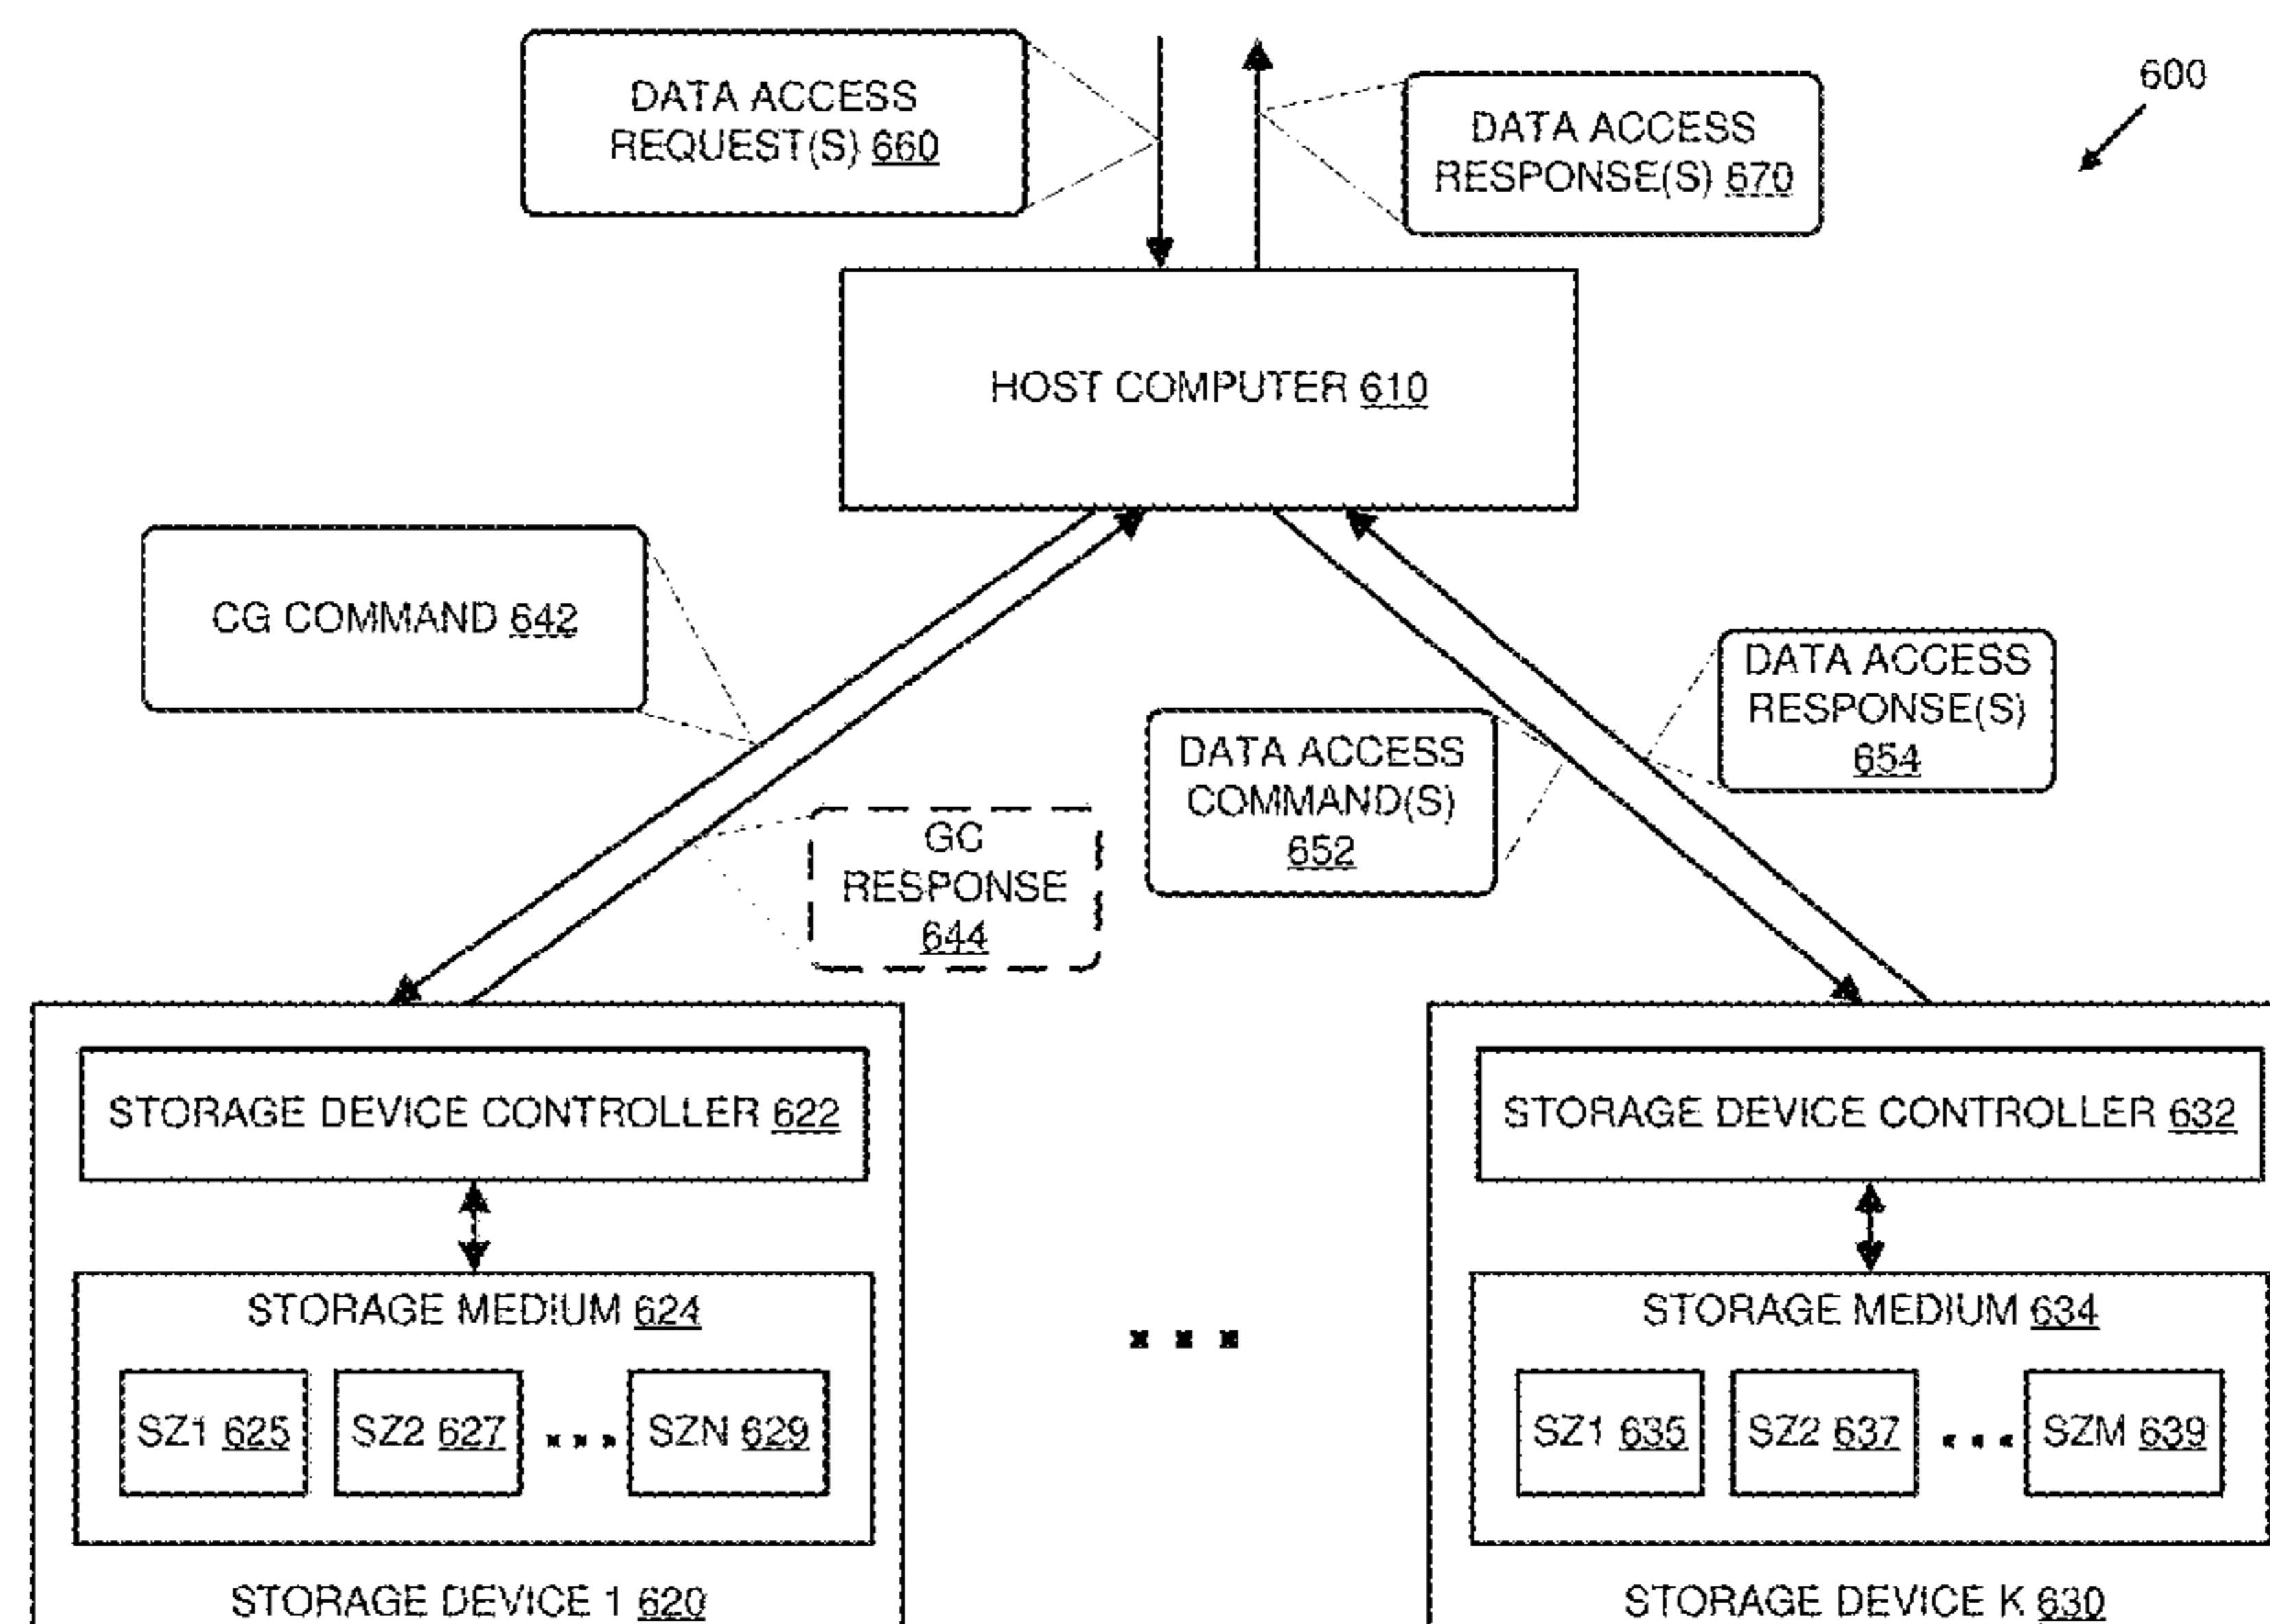 600
DATA ACCESS
REQUEST(S) 660
DATA ACCESS
RESPONSE(S) 670
HOST COMPUTER 610
CG COMMAND 642
GC
RESPONSE
644
DATA ACCESS
COMMAND(S)
652
DATA ACCESS
RESPONSE(S)
654
STORAGE DEVICE CONTROLLER 622
STORAGE MEDIUM 624
SZ1 625
SZ2 627
...
SZN 629
STORAGE DEVICE 1 620
...
STORAGE DEVICE CONTROLLER 632
STORAGE MEDIUM 634
SZ1 635
SZ2 637
...
SZM 639
STORAGE DEVICE K 630